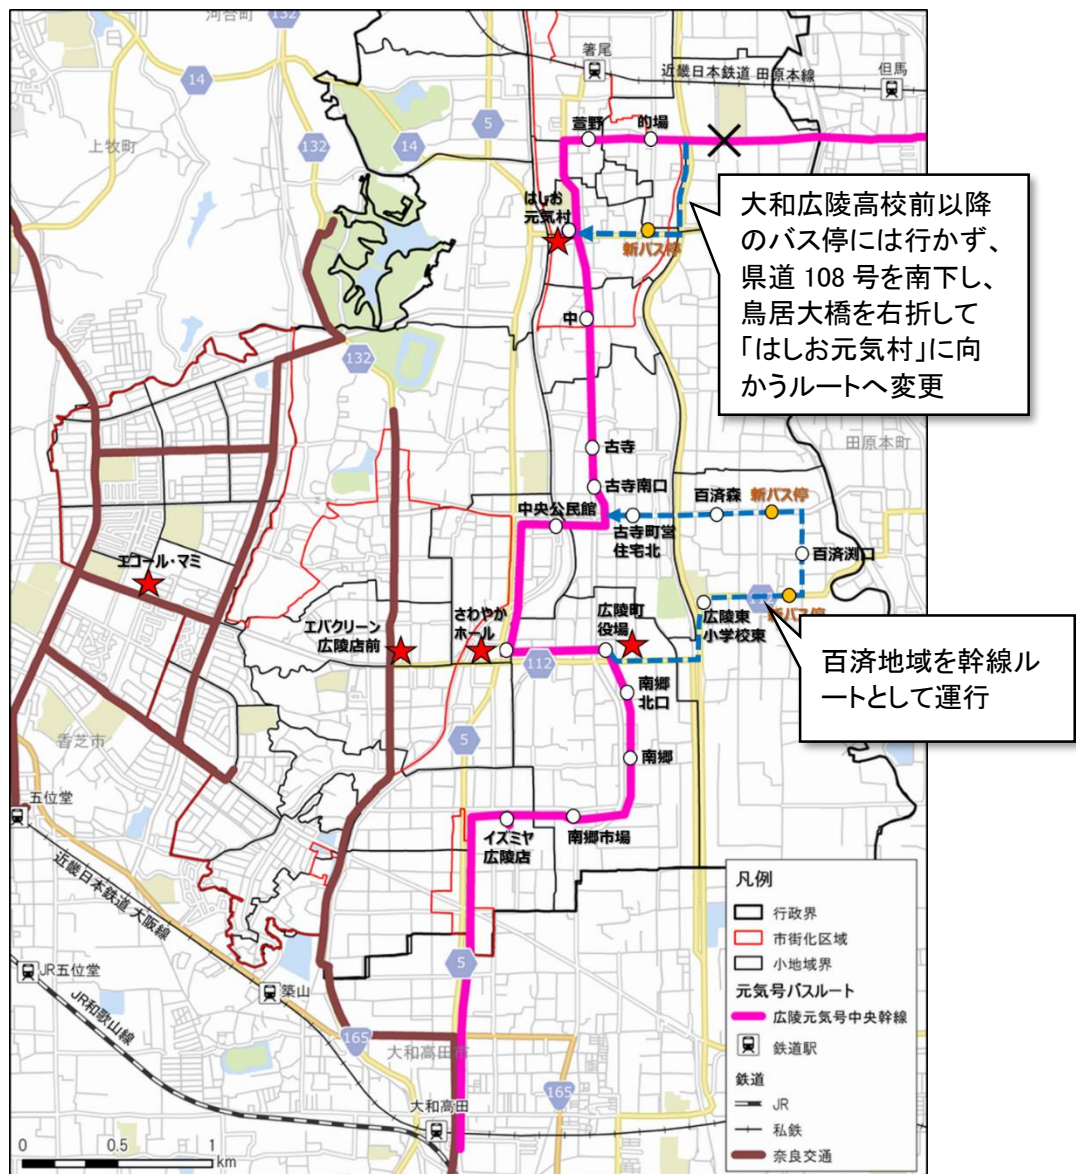 河合町
132
14
箸尾
近畿日本鉄道 田原本線
但馬
5
14
132
上牧町
萱野
的場
はしお
元気村
新バス停
大和広陵高校前以降
のバス停には行かず、
県道 108 号を南下し、
鳥居大橋を右折して
「はしお元気村」に向
かうルートへ変更
中
132
田原本町
古寺
古寺南口
中央公民館
古寺町営
住宅北
百済森
新バス停
百済渕口
エコール・マミ
エバグリーン
広陵店前
さわやか
ホール
広陵町
役場
広陵東
小学校東
新バス停
112
百済地域を幹線ル
ートとして運行
南郷
北口
5
南郷
香芝市
五位堂
イズミヤ
広陵店
南郷市場
近畿日本鉄道 大阪線
5
JR五位堂
築山
JR和歌山線
165
大和高田市
165
大和高田
0 0.5 1
km
凡例
行政界
市街化区域
小地域界
元気号バスルート
広陵元気号中央幹線
鉄道駅
鉄道
JR
私鉄
奈良交通